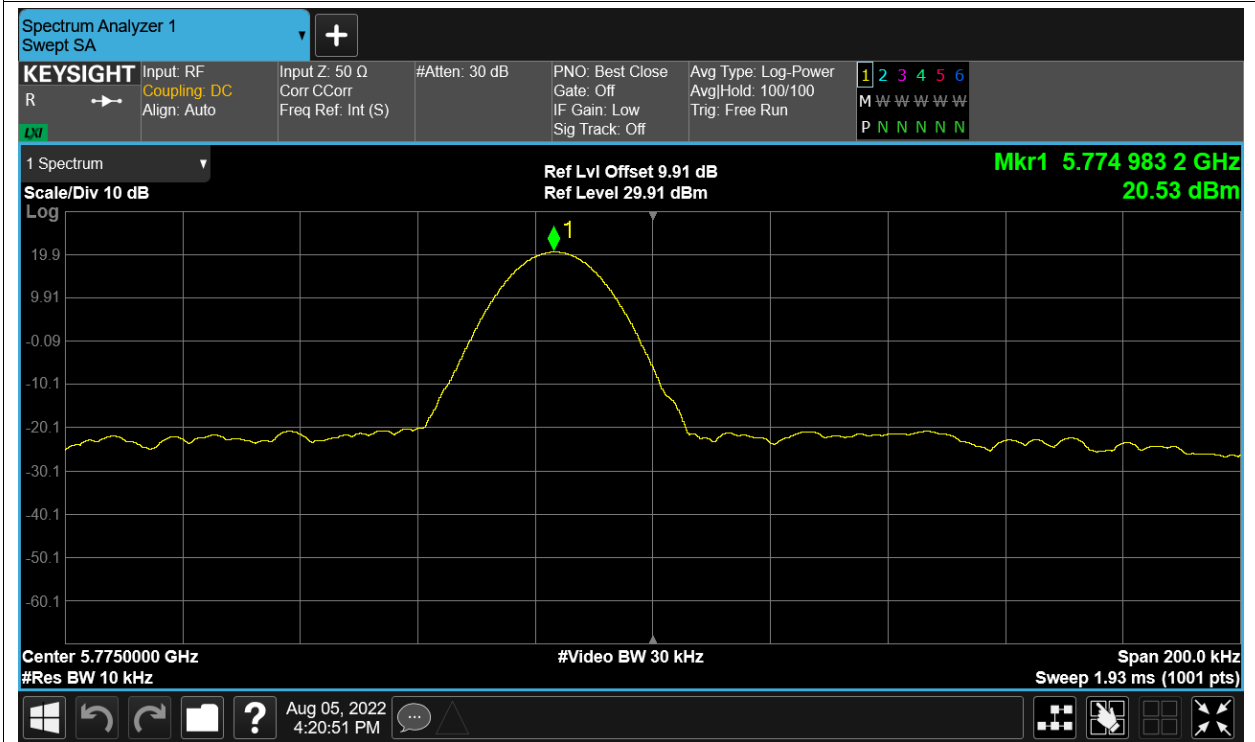 Spectrum Analyzer 1
Swept SA
KEYSIGHT
R
LXI
Input: RF
Coupling: DC
Align: Auto
Input Z: 50 Ω
Corr CCorr
Freq Ref: Int (S)
#Atten: 30 dB
PNO: Best Close
Gate: Off
IF Gain: Low
Sig Track: Off
Avg Type: Log-Power
Avg|Hold: 100/100
Trig: Free Run
1 2 3 4 5 6
M W W W W W
P N N N N N
1 Spectrum
Scale/Div 10 dB
Log
Ref Lvl Offset 9.91 dB
Ref Level 29.91 dBm
Mkr1 5.774 983 2 GHz
20.53 dBm
1
19.9
9.91
-0.09
-10.1
-20.1
-30.1
-40.1
-50.1
-60.1
Center 5.7750000 GHz
#Res BW 10 kHz
#Video BW 30 kHz
Span 200.0 kHz
Sweep 1.93 ms (1001 pts)
?
Aug 05, 2022
4:20:51 PM